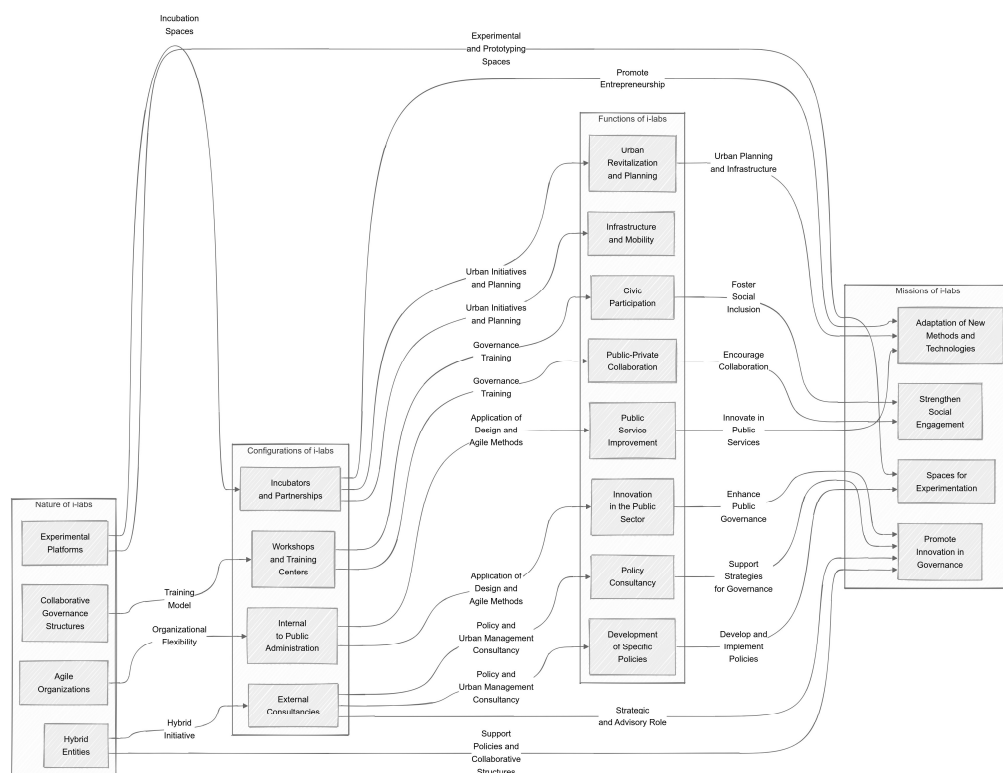 Incubation
Spaces
Experimental
and Prototyping
Spaces
Promote
Entrepreneurship
Functions of i-labs
Urban
Revitalization
and Planning
Urban Planning
and Infrastructure
Infrastructure
and Mobility
Urban Initiatives
and Planning
Civic
Participation
Foster
Social
Inclusion
Missions of i-labs
Urban Initiatives
and Planning
Adaptation of New
Methods and
Technologies
Governance
Training
Public-Private
Collaboration
Encourage
Collaboration
Governance
Training
Strengthen
Social
Engagement
Application of
Design and
Agile Methods
Public
Service
Improvement
Innovate in
Public
Services
Configurations of i-labs
Incubators
and Partnerships
Spaces for
Experimentation
Nature of i-labs
Innovation
in the Public
Sector
Enhance
Public
Governance
Experimental
Platforms
Workshops
and Training
Centers
Promote
Innovation in
Governance
Application of
Design and
Agile Methods
Policy
Consultancy
Support
Strategies
for Governance
Collaborative
Governance
Structures
Training
Model
Organizational
Flexibility
Internal
to Public
Administration
Policy and
Urban Management
Consultancy
Development
of Specific
Policies
Develop and
Implement
Policies
Agile
Organizations
Policy and
Urban Management
Consultancy
External
Consultancies
Hybrid
Initiative
Strategic
and Advisory Role
Hybrid
Entities
Support
Policies and
Collaborative
Structures